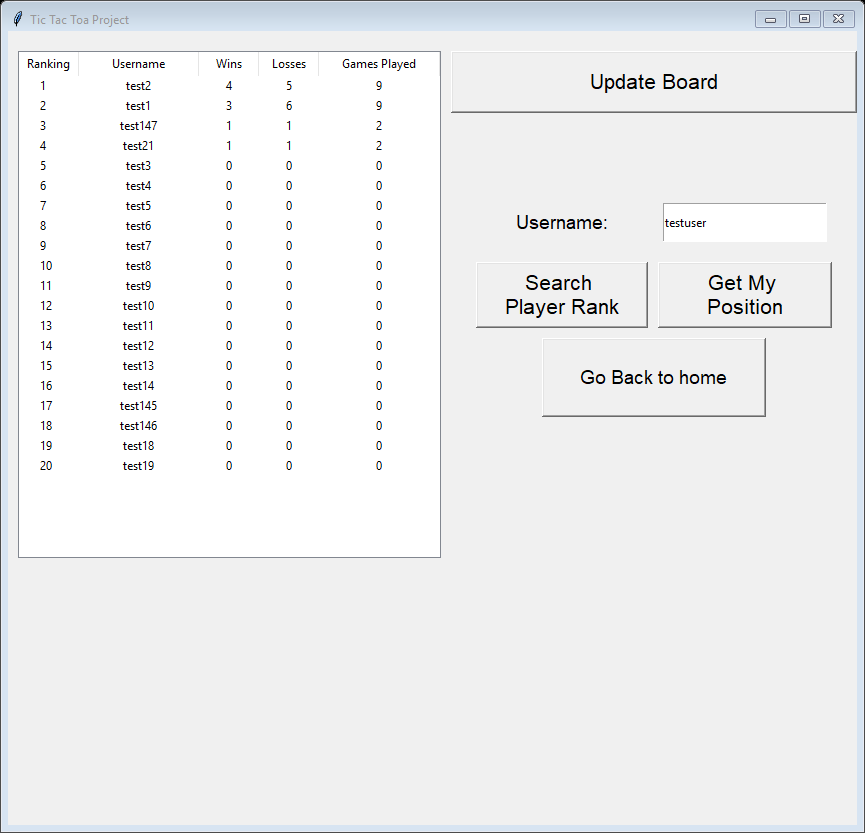 Tic Tac Toa Project
Ranking Username Wins Losses Games Played
1 test2 4 5 9
2 test1 3 6 9
3 test147 1 1 2
4 test21 1 1 2
5 test3 0 0 0
6 test4 0 0 0
7 test5 0 0 0
8 test6 0 0 0
9 test7 0 0 0
10 test8 0 0 0
11 test9 0 0 0
12 test10 0 0 0
13 test11 0 0 0
14 test12 0 0 0
15 test13 0 0 0
16 test14 0 0 0
17 test145 0 0 0
18 test146 0 0 0
19 test18 0 0 0
20 test19 0 0 0
Update Board
Username: testuser
Search
Player Rank
Get My
Position
Go Back to home